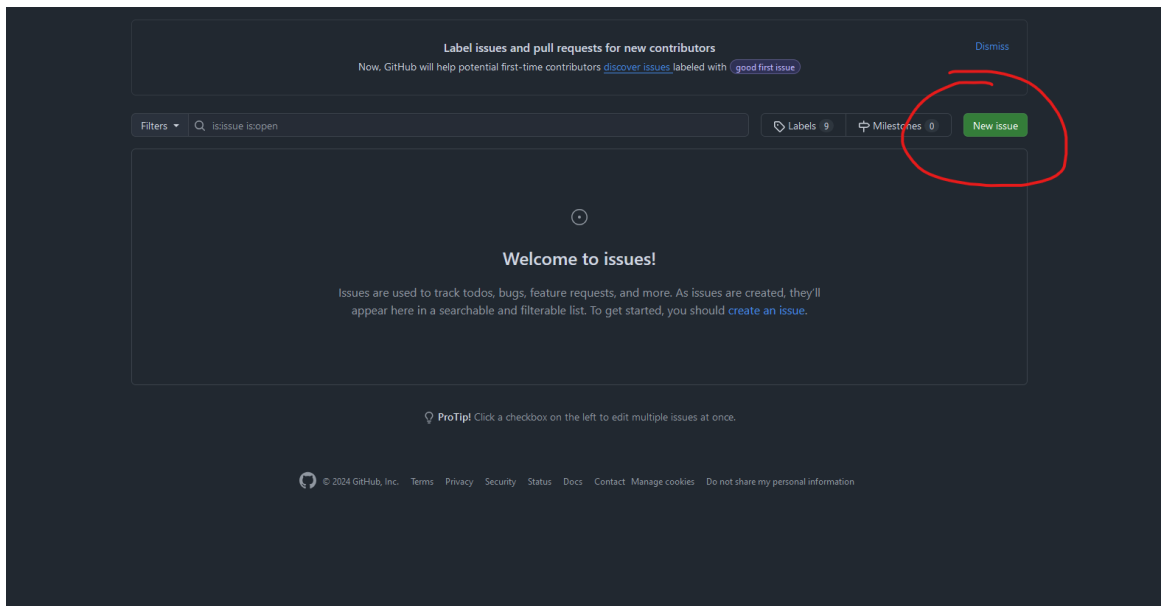 Label issues and pull requests for new contributors
Dismiss
Now, GitHub will help potential first-time contributors discover issues labeled with good first issue
Filters is:issue is:open Labels 9 Milestones 0 New issue
Welcome to issues!
Issues are used to track todos, bugs, feature requests, and more. As issues are created, they'll
appear here in a searchable and filterable list. To get started, you should create an issue.
ProTip! Click a checkbox on the left to edit multiple issues at once.
© 2024 GitHub, Inc. Terms Privacy Security Status Docs Contact Manage cookies Do not share my personal information